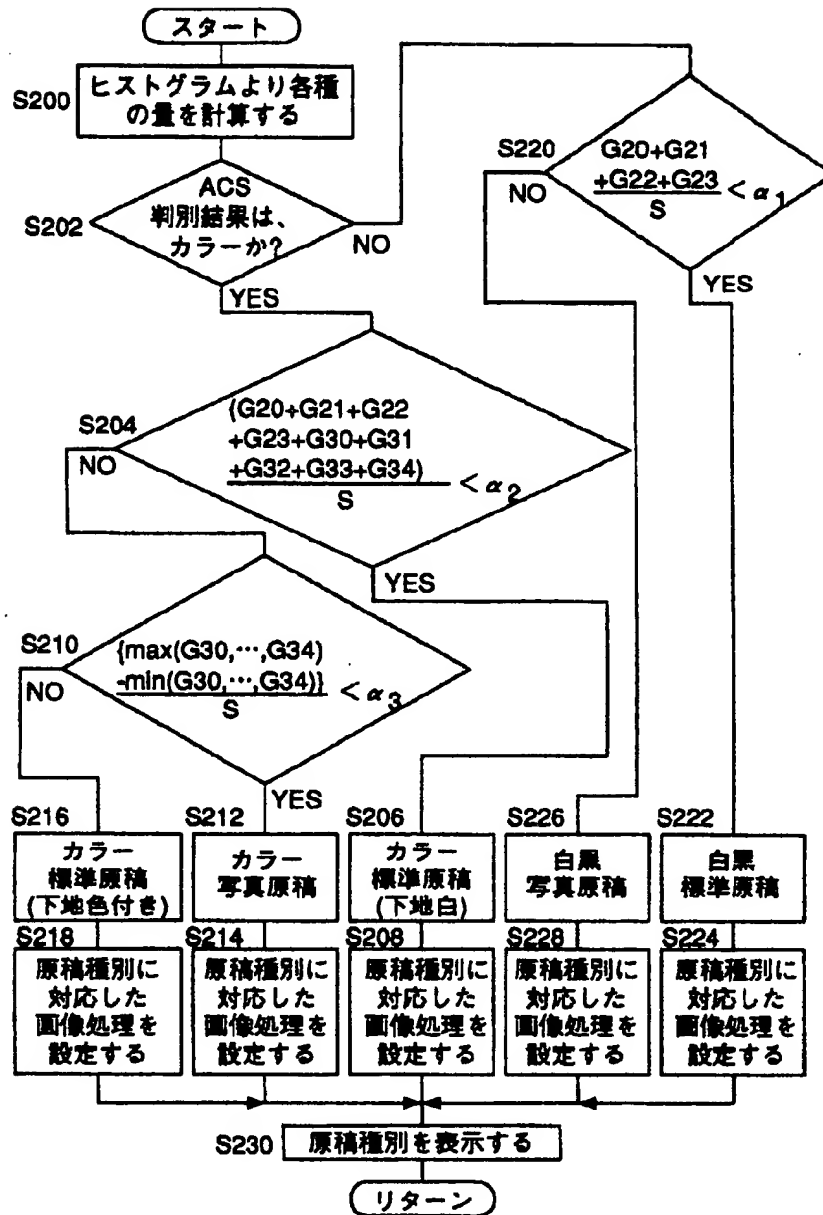 スタート
S200
ヒストグラムより各種
の量を計算する
S202
ACS
判別結果は、
カラーか?
NO
YES
S220
NO
G20+G21
+G22+G23
S
< α1
YES
S204
NO
(G20+G21+G22
+G23+G30+G31
+G32+G33+G34)
S
< α2
YES
S210
NO
{max(G30,…,G34)
-min(G30,…,G34)}
S
< α3
YES
S216
カラー
標準原稿
(下地色付き)
S212
カラー
写真原稿
S206
カラー
標準原稿
(下地白)
S226
白黒
写真原稿
S222
白黒
標準原稿
S218
原稿種別に
対応した
画像処理を
設定する
S214
原稿種別に
対応した
画像処理を
設定する
S208
原稿種別に
対応した
画像処理を
設定する
S228
原稿種別に
対応した
画像処理を
設定する
S224
原稿種別に
対応した
画像処理を
設定する
S230
原稿種別を表示する
リターン